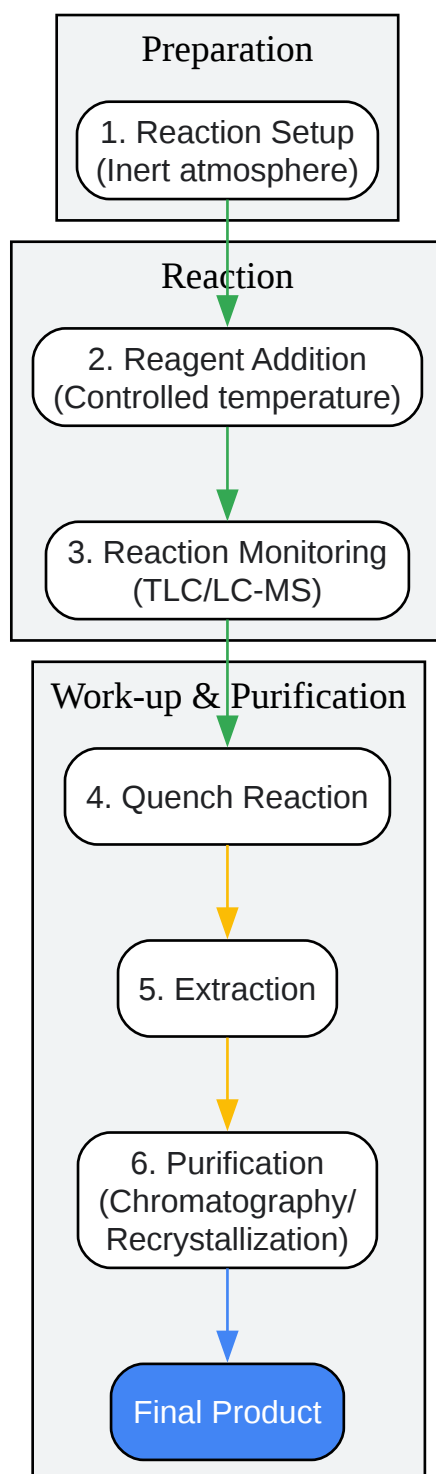 Preparation
1. Reaction Setup
(Inert atmosphere)
Reaction
2. Reagent Addition
(Controlled temperature)
3. Reaction Monitoring
(TLC/LC-MS)
Work-up & Purification
4. Quench Reaction
5. Extraction
6. Purification
(Chromatography/
Recrystallization)
Final Product